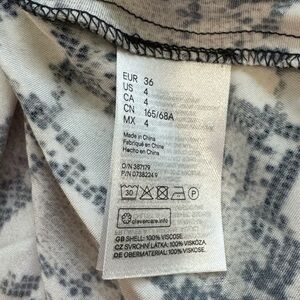 EUR 36
US 4
CA 4
CN 165/68A
MX 4
Made in China
Fabriqué en Chine
Hecho en China
O/N 387179
P/N 0738224.9
30
P
clevercare.info
GB SHELL: 100% VISCOSE.
CZ SVRCHNÍ LÁTKA: 100% VISKÓZA.
DE OBERMATERIAL: 100% VISKOSE.